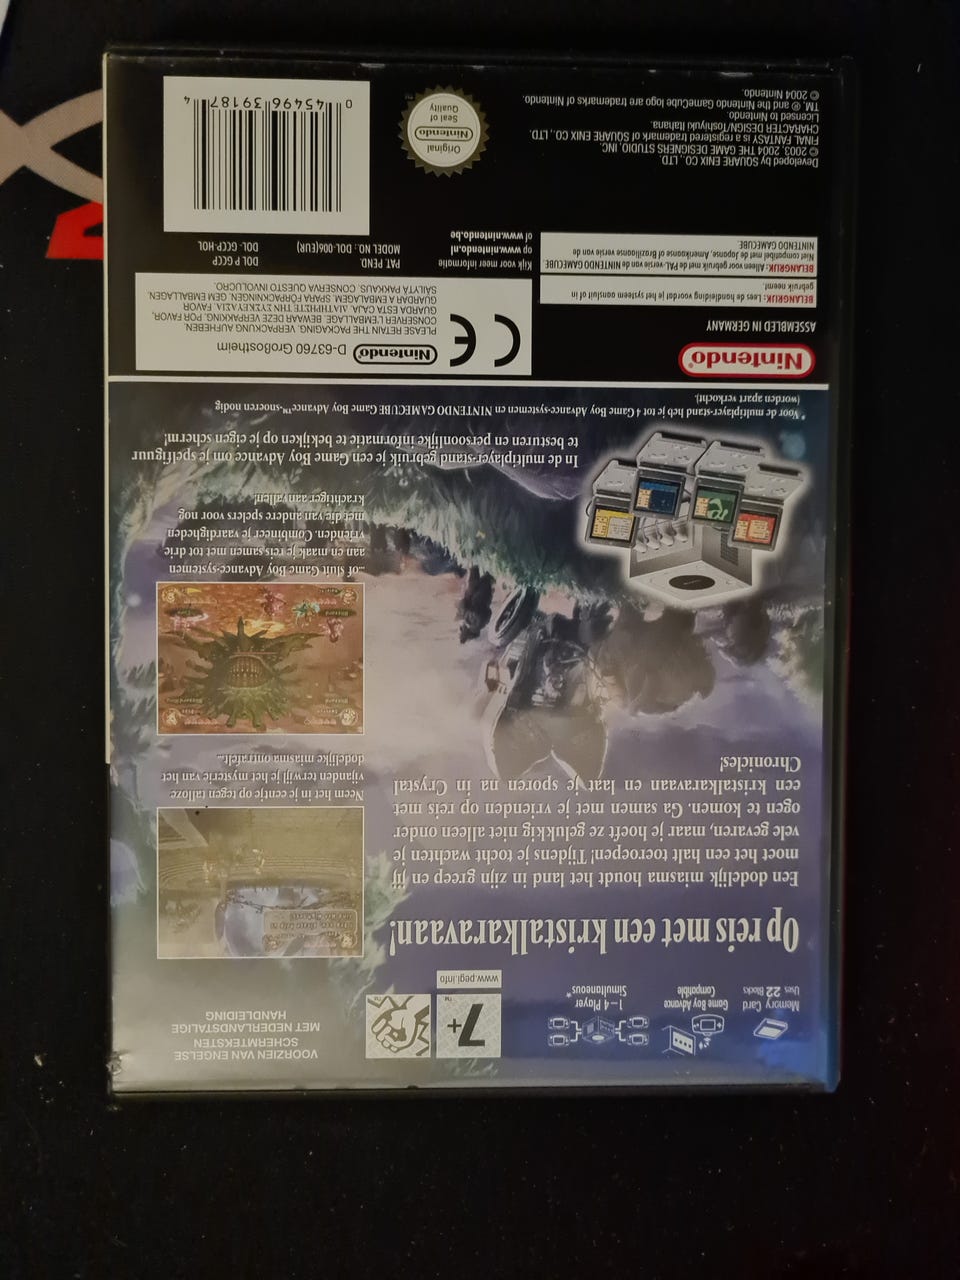 Memory Card
Uses 22 Blocks
Game Boy Advance
Compatible
1–4 Player
Simultaneous*
7+
™
www.pegi.info
™
VOORZIEN VAN ENGELSE
SCHERMTEKSTEN
MET NEDERLANDSTALIGE
HANDLEIDING
Op reis met een kristalkaravaan!
Een dodelijk miasma houdt het land in zijn greep en jij
moet het een halt toeroepen! Tijdens je tocht wachten je
vele gevaren, maar je hoeft ze gelukkig niet alleen onder
ogen te komen. Ga samen met je vrienden op reis met
een kristalkaravaan en laat je sporen na in Crystal
Chronicles!
Neem het in je eentje op tegen talloze
vijanden terwijl je het mysterie van het
dodelijke miasma ontrafelt...
...of sluit Game Boy Advance-systemen
aan en maak je reis samen met tot drie
vrienden. Combineer je vaardigheden
met die van andere spelers voor nog
krachtiger aanvallen!
In de multiplayer-stand gebruik je een Game Boy Advance om je spelfiguur
te besturen en persoonlijke informatie te bekijken op je eigen scherm!
*Voor de multiplayer-stand heb je tot 4 Game Boy Advance-systemen en NINTENDO GAMECUBE Game Boy Advance™-snoeren nodig
(worden apart verkocht).
Nintendo®
ASSEMBLED IN GERMANY
BELANGRIJK: Lees de handleiding voordat je het systeem aansluit of in
gebruik neemt.
BELANGRIJK: Alleen voor gebruik met de PAL-versie van de NINTENDO GAMECUBE.
Niet compatibel met de Japanse, Amerikaanse of Braziliaanse versie van de
NINTENDO GAMECUBE.
CE
Nintendo® D-63760 Großostheim
PLEASE RETAIN THE PACKAGING. VERPACKUNG AUFHEBEN.
CONSERVER L'EMBALLAGE. BEWAAR DEZE VERPAKKING. POR FAVOR,
GUARDA ESTA CAJA. ΔΙΑΤΗΡΕΙΤΕ ΤΗΝ ΣΥΣΚΕΥΑΣΙΑ. FAVOR
GUARDAR A EMBALAGEM. SPARA FÖRPACKNINGEN. GEM EMBALLAGEN.
SÄILYTÄ PAKKAUS. CONSERVA QUESTO INVOLUCRO.
Kijk voor meer informatie
op www.nintendo.nl
of www.nintendo.be
PAT. PEND.
MODEL NO.: DOL-006(EUR)
DOL P GCCP
DOL- GCCP-HOL
Developed by SQUARE ENIX CO., LTD.
© 2003, 2004 THE GAME DESIGNERS STUDIO, INC.
FINAL FANTASY is a registered trademark of SQUARE ENIX CO., LTD.
CHARACTER DESIGN/Toshiyuki Itahana.
Licensed to Nintendo.
TM, ® and the Nintendo GameCube logo are trademarks of Nintendo.
© 2004 Nintendo.
Original
Nintendo
Seal of
Quality
0 45496 39187 4